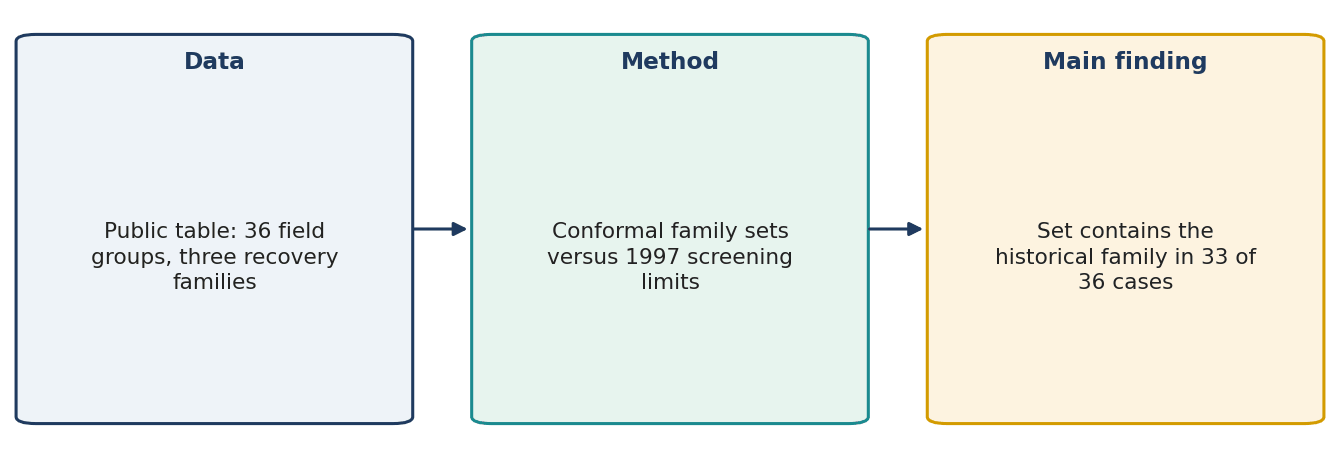 Data
Public table: 36 field
groups, three recovery
families
Method
Conformal family sets
versus 1997 screening
limits
Main finding
Set contains the
historical family in 33 of
36 cases